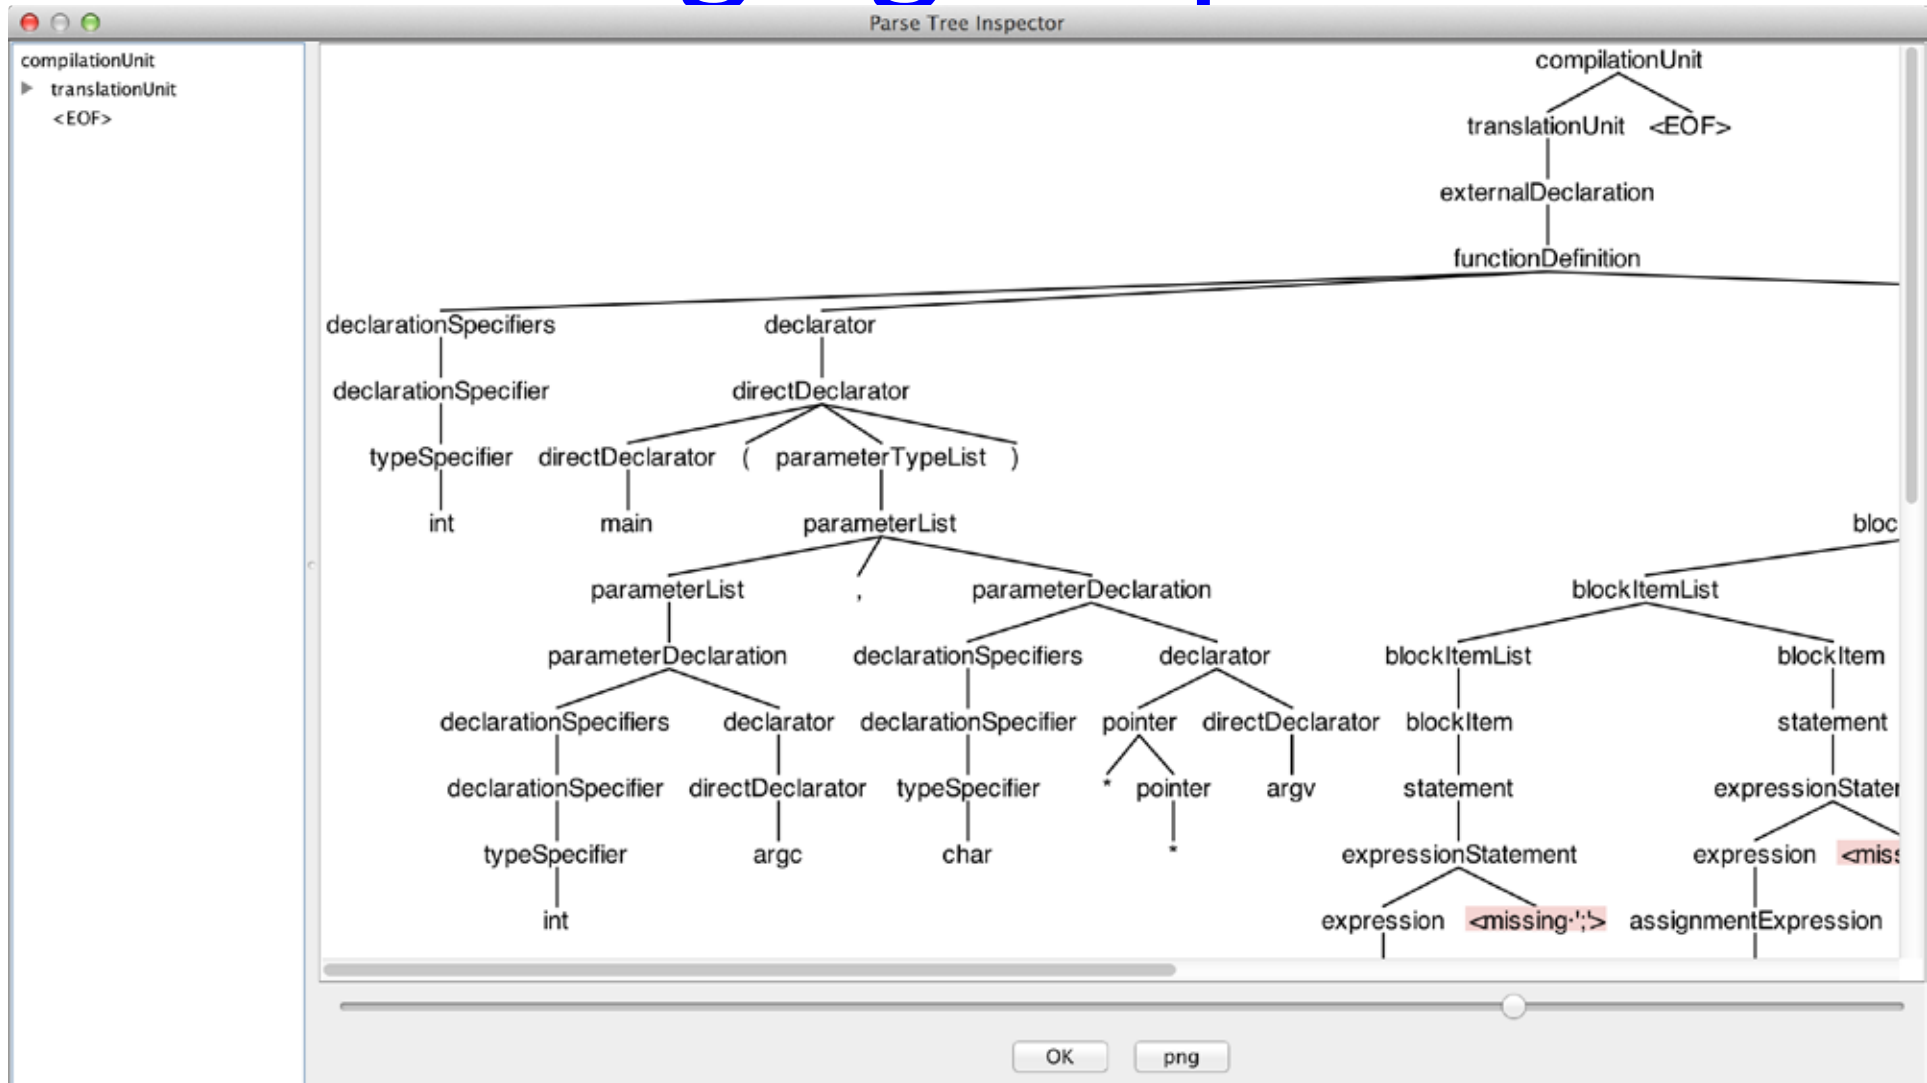 Parse Tree Inspector
compilationUnit
translationUnit
<EOF>
compilationUnit
translationUnit <EOF>
externalDeclaration
functionDefinition
declarationSpecifiers declarator
declarationSpecifier directDeclarator
typeSpecifier directDeclarator ( parameterTypeList )
int main parameterList bloc
parameterList , parameterDeclaration blockItemList
parameterDeclaration declarationSpecifiers declarator blockItemList blockItem
declarationSpecifiers declarator declarationSpecifier pointer directDeclarator blockItem statement
declarationSpecifier directDeclarator typeSpecifier * pointer argv statement expressionStater
typeSpecifier argc char * expressionStatement expression <miss
int expression <missing·';'> assignmentExpression
OK png